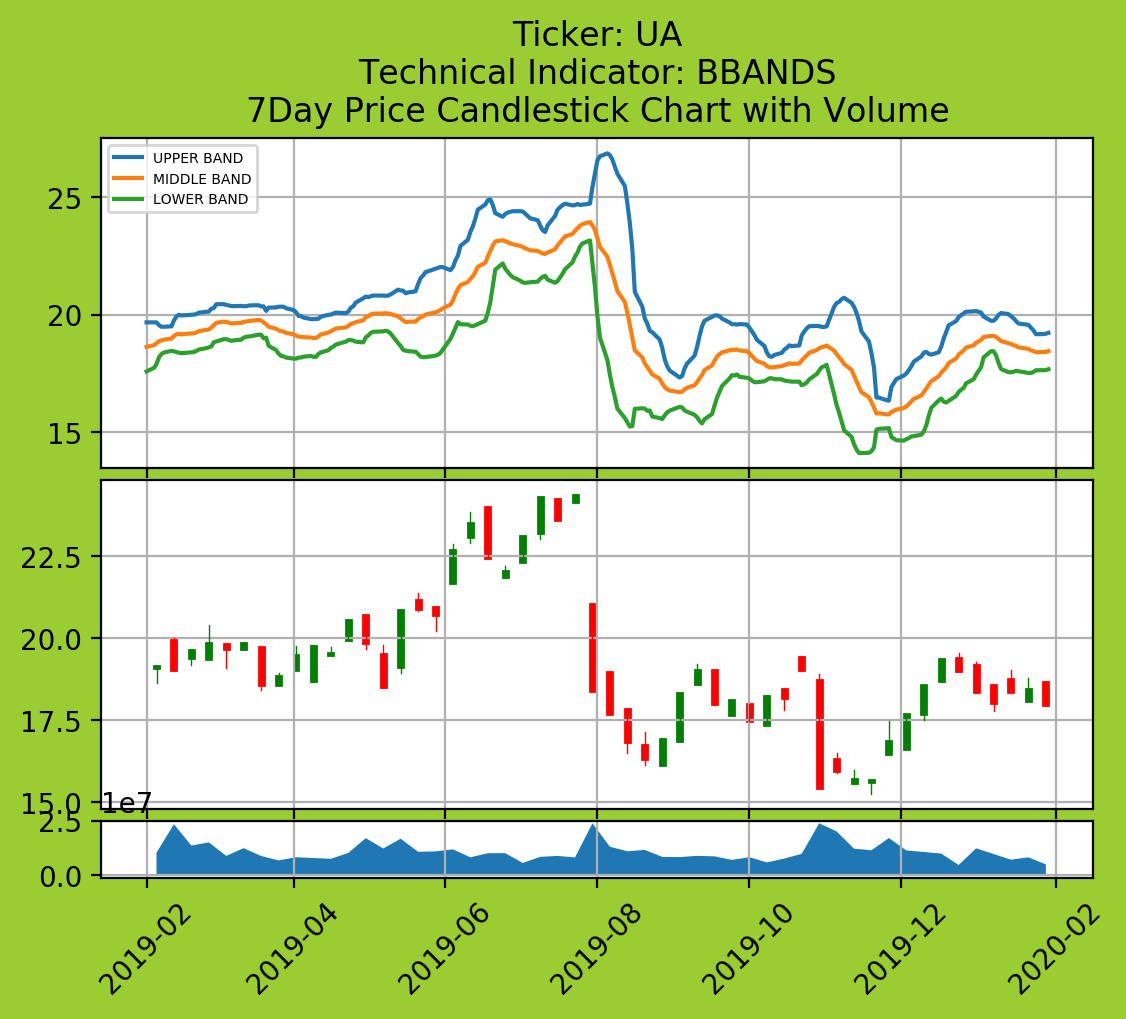 Ticker: UA
Technical Indicator: BBANDS
7Day Price Candlestick Chart with Volume
UPPER BAND
MIDDLE BAND
LOWER BAND
25
20
15
22.5
20.0
17.5
15.0
1e7
2.5
0.0
2019-02
2019-04
2019-06
2019-08
2019-10
2019-12
2020-02